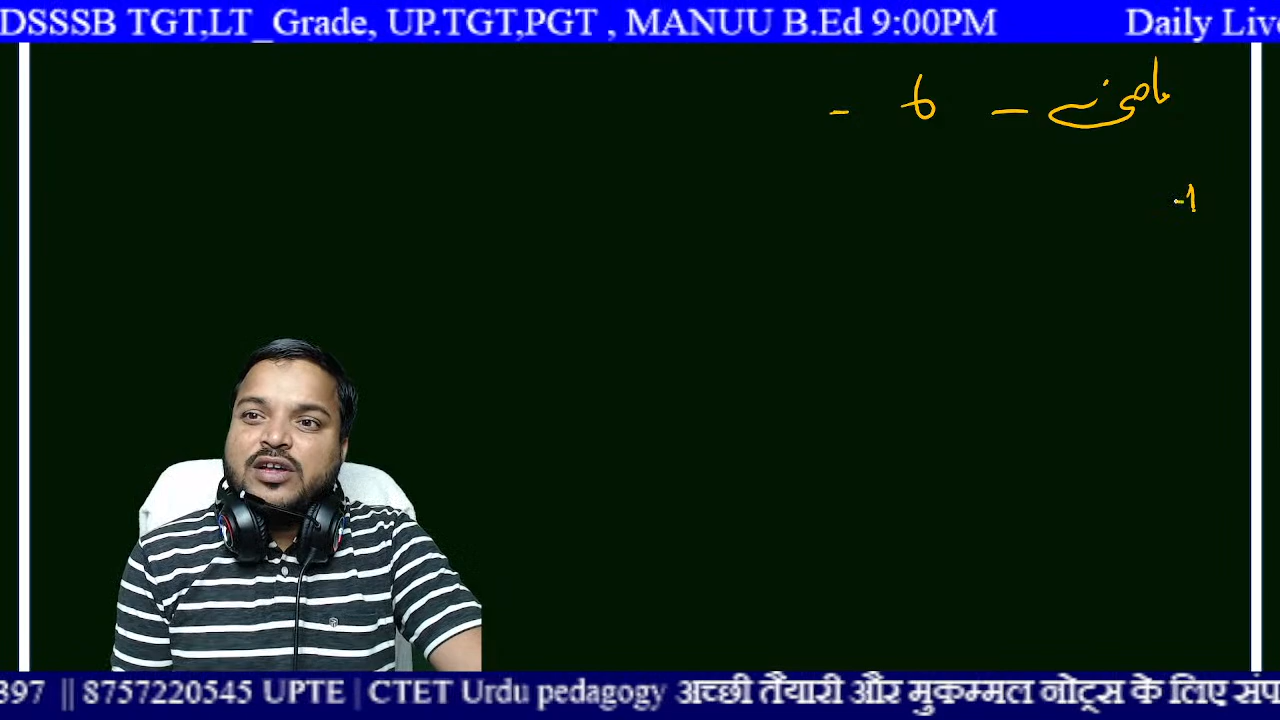 DSSSB TGT,LT_Grade, UP.TGT,PGT , MANUU B.Ed 9:00PM Daily Live
ماضی - 6 -
-1
397 || 8757220545 UPTE | CTET Urdu pedagogy अच्छी तैयारी और मुकम्मल नोट्स के लिए संप